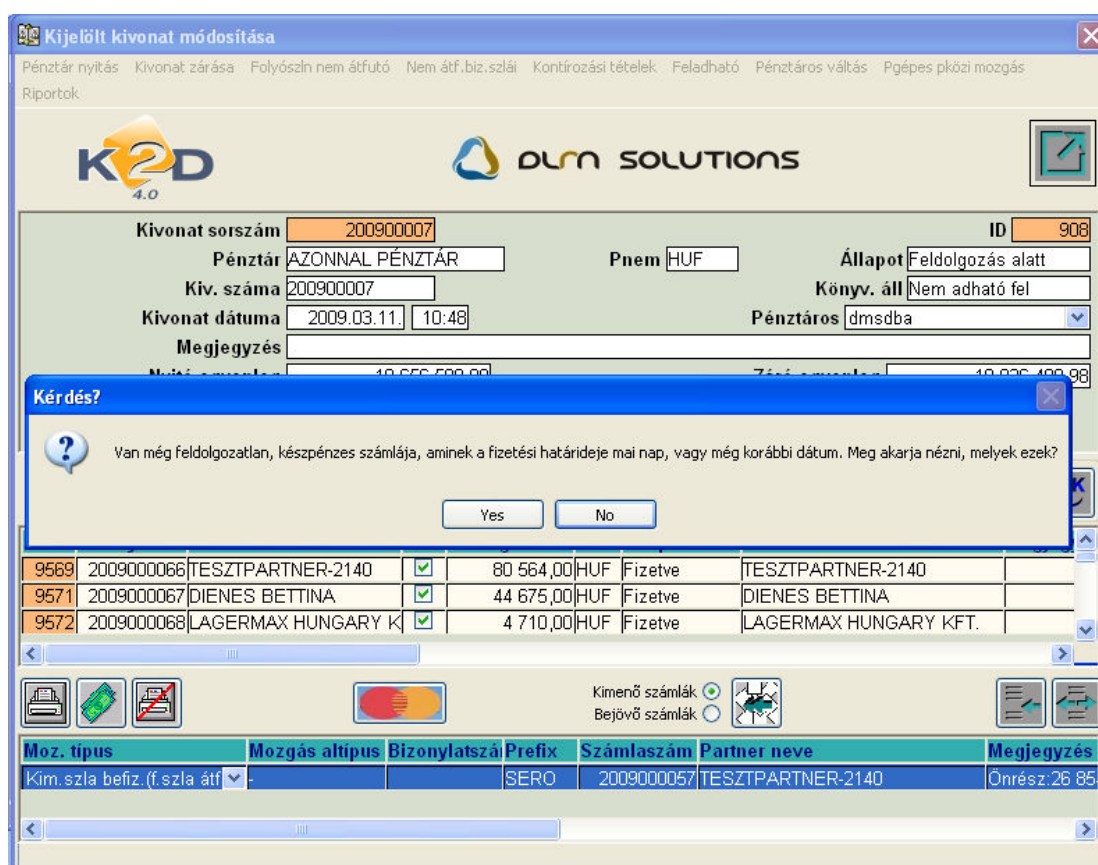 Kijelölt kivonat módosítása
Pénztár nyitás Kivonat zárása Folyószln nem átfutó Nem átf.biz.szlái Kontírozási tételek Feladható Pénztáros váltás Pgépes pközi mozgás
Riportok
K2D
4.0
DLM SOLUTIONS
Kivonat sorszám 200900007 ID 908
Pénztár AZONNAL PÉNZTÁR Pnem HUF Állapot Feldolgozás alatt
Kiv. száma 200900007 Könyv. áll Nem adható fel
Kivonat dátuma 2009.03.11. 10:48 Pénztáros dmsdba
Megjegyzés
Kérdés?
Van még feldolgozatlan, készpénzes számlája, aminek a fizetési határideje mai nap, vagy még korábbi dátum. Meg akarja nézni, melyek ezek?
Yes No
9569 2009000066 TESZTPARTNER-2140 80 564,00 HUF Fizetve TESZTPARTNER-2140
9571 2009000067 DIENES BETTINA 44 675,00 HUF Fizetve DIENES BETTINA
9572 2009000068 LAGERMAX HUNGARY K 4 710,00 HUF Fizetve LAGERMAX HUNGARY KFT.
Kimenő számlák
Bejövő számlák
Moz. típus Mozgás altípus Bizonylatszá Prefix Számlaszám Partner neve Megjegyzés
Kim.szla befiz.(f.szla átf - SERO 2009000057 TESZTPARTNER-2140 Önrész:26 85